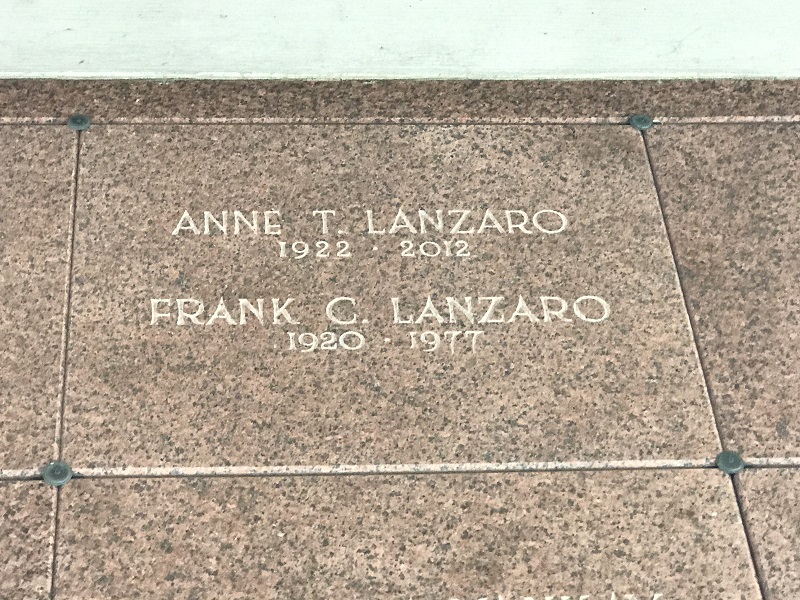 ANNE T. LANZARO
1922 · 2012
FRANK C. LANZARO
1920 · 1977